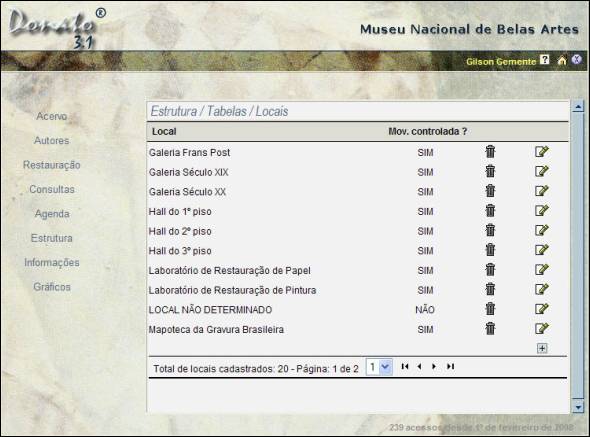 Donato ®
3.1
Museu Nacional de Belas Artes
Gilson Gemente ?
Acervo
Autores
Restauração
Consultas
Agenda
Estrutura
Informações
Gráficos
Estrutura / Tabelas / Locais
Local Mov. controlada ?
Galeria Frans Post SIM
Galeria Século XIX SIM
Galeria Século XX SIM
Hall do 1º piso SIM
Hall do 2º piso SIM
Hall do 3º piso SIM
Laboratório de Restauração de Papel SIM
Laboratório de Restauração de Pintura SIM
LOCAL NÃO DETERMINADO NÃO
Mapoteca da Gravura Brasileira SIM
Total de locais cadastrados: 20 - Página: 1 de 2 1
239 acessos desde 1º de fevereiro de 2008